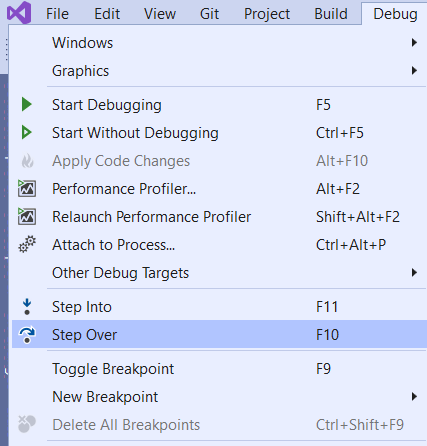 File Edit View Git Project Build Debug
Windows
Graphics
Start Debugging F5
Start Without Debugging Ctrl+F5
Apply Code Changes Alt+F10
Performance Profiler... Alt+F2
Relaunch Performance Profiler Shift+Alt+F2
Attach to Process... Ctrl+Alt+P
Other Debug Targets
Step Into F11
Step Over F10
Toggle Breakpoint F9
New Breakpoint
Delete All Breakpoints Ctrl+Shift+F9